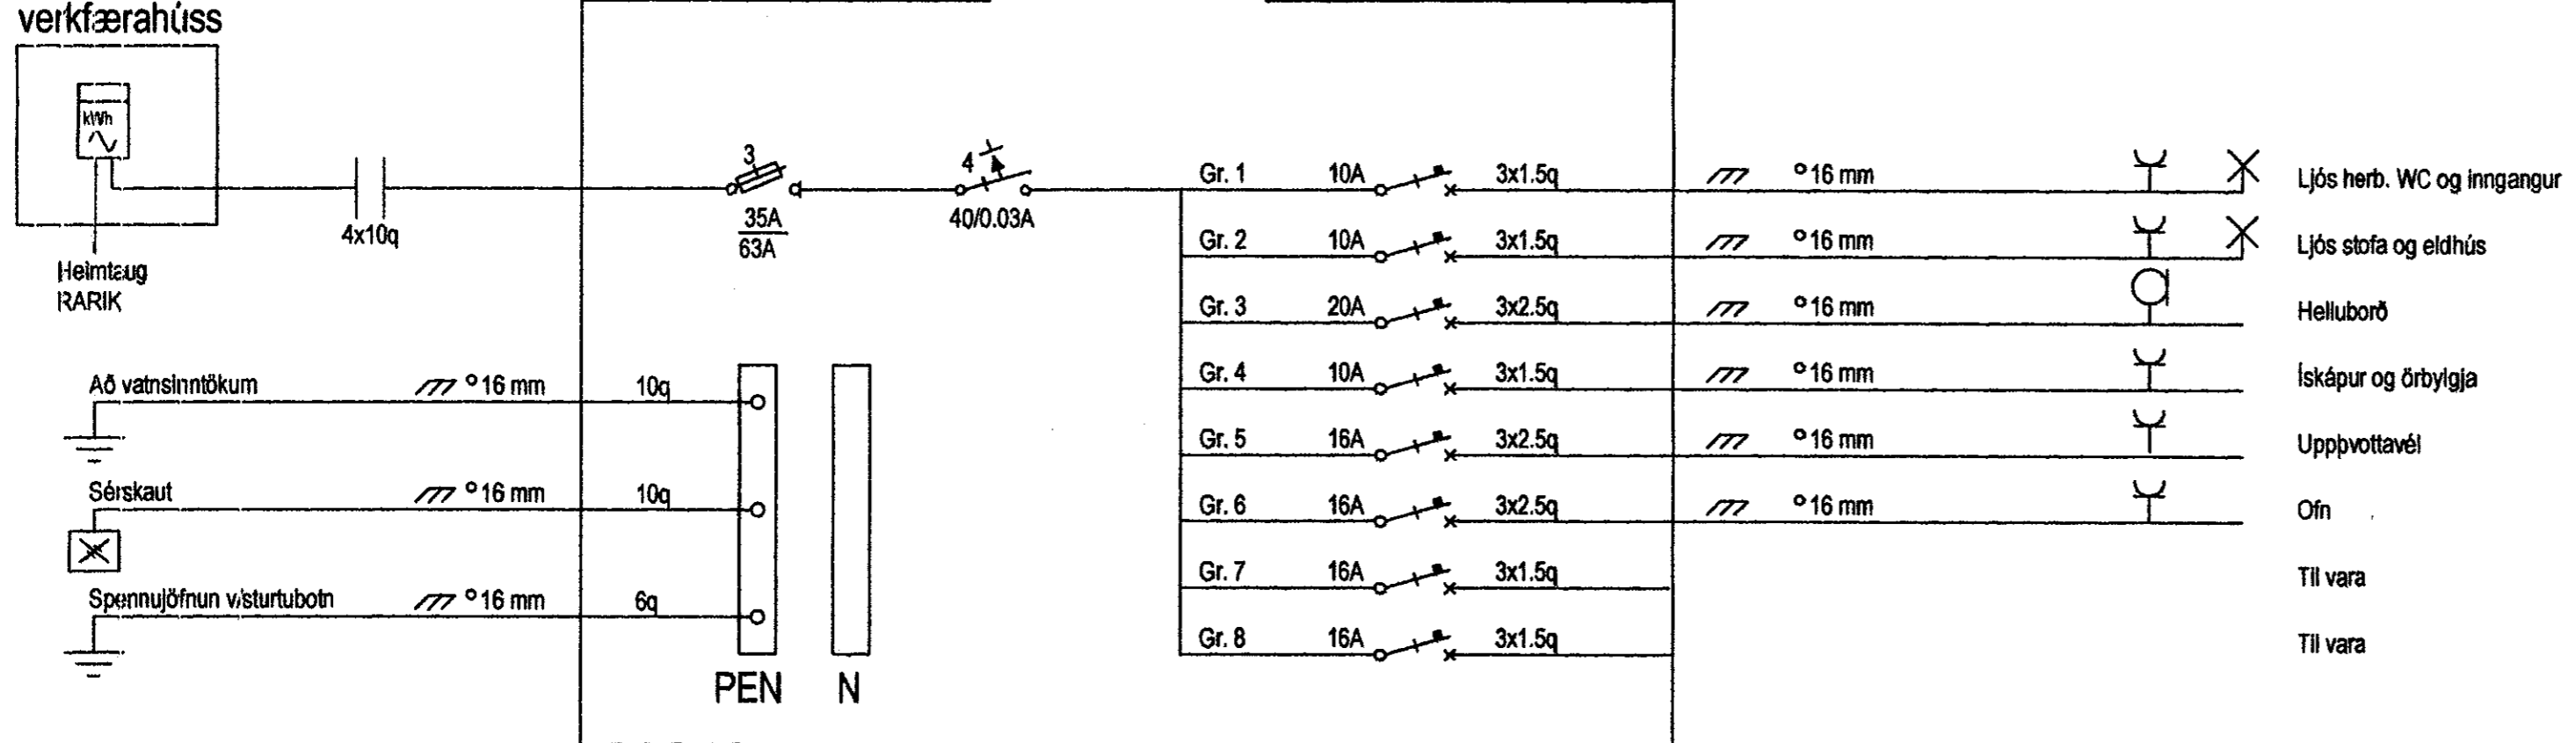 verkfærahúss
kWh
Heimtaug
RARIK
4x10q
3
35A
63A
4
40/0.03A
Gr. 1 10A 3x1.5q °16 mm Ljós herb. WC og inngangur
Gr. 2 10A 3x1.5q °16 mm Ljós stofa og eldhús
Gr. 3 20A 3x2.5q °16 mm Helluborð
Gr. 4 10A 3x1.5q °16 mm Ískápur og örbylgja
Gr. 5 16A 3x2.5q °16 mm Uppþvottavél
Gr. 6 16A 3x2.5q °16 mm Ofn
Gr. 7 16A 3x1.5q Til vara
Gr. 8 16A 3x1.5q Til vara
Að vatnsinntökum °16 mm 10q
Sérskaut °16 mm 10q
Spennujöfnun v/sturtubotn °16 mm 6q
PEN N